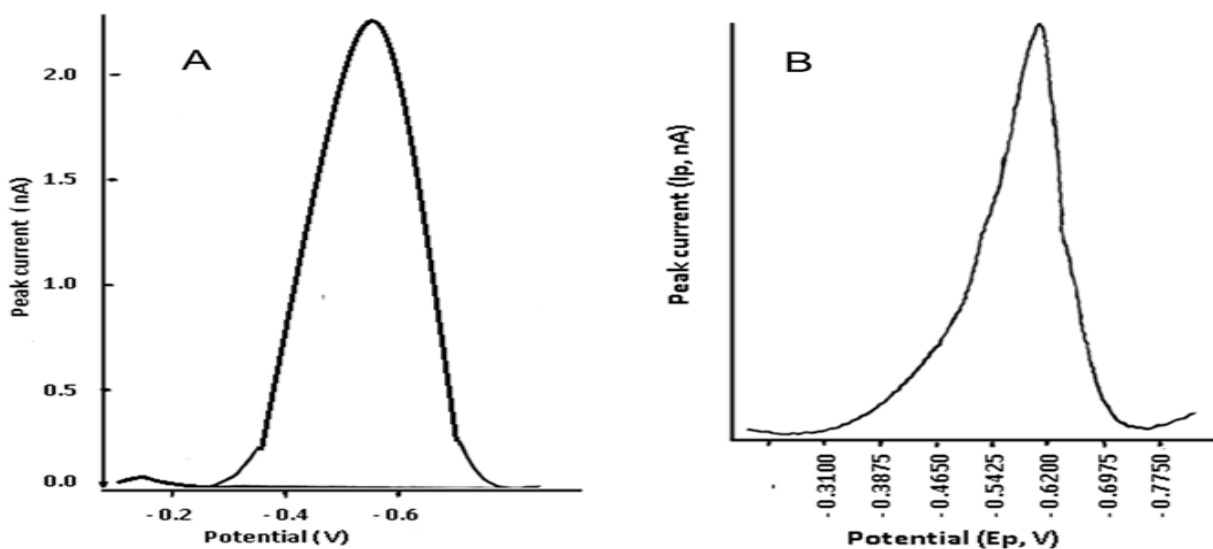 A
Peak current (nA)
2.0
1.5
1.0
0.5
0.0
- 0.2
- 0.4
- 0.6
Potential (V)
B
Peak current (Ip, nA)
- 0.3100
- 0.3875
- 0.4650
- 0.5425
- 0.6200
- 0.6975
- 0.7750
Potential (Ep, V)